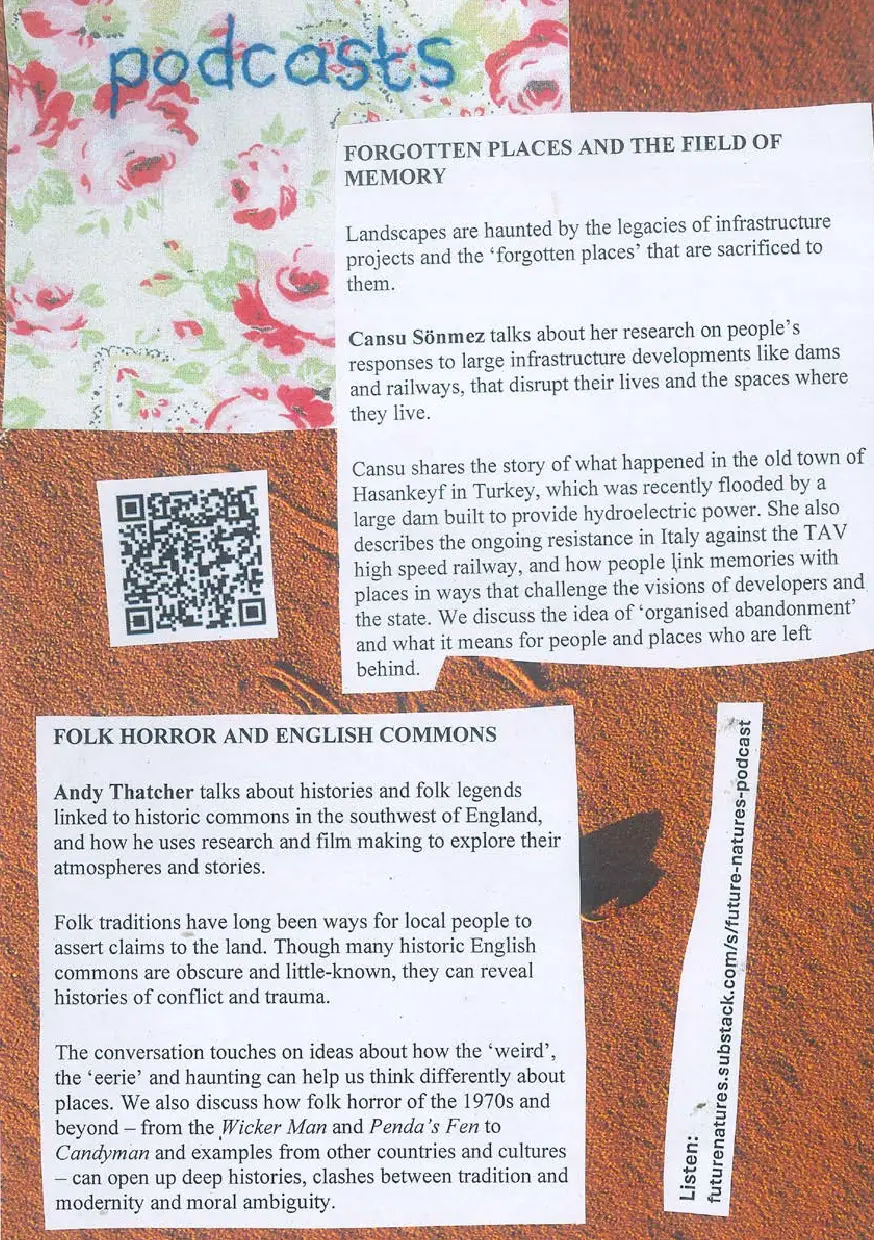 podcasts
FORGOTTEN PLACES AND THE FIELD OF
MEMORY
Landscapes are haunted by the legacies of infrastructure
projects and the ‘forgotten places’ that are sacrificed to
them.
Cansu Sönmez talks about her research on people’s
responses to large infrastructure developments like dams
and railways, that disrupt their lives and the spaces where
they live.
Cansu shares the story of what happened in the old town of
Hasankeyf in Turkey, which was recently flooded by a
large dam built to provide hydroelectric power. She also
describes the ongoing resistance in Italy against the TAV
high speed railway, and how people link memories with
places in ways that challenge the visions of developers and
the state. We discuss the idea of ‘organised abandonment’
and what it means for people and places who are left
behind.
FOLK HORROR AND ENGLISH COMMONS
Andy Thatcher talks about histories and folk legends
linked to historic commons in the southwest of England,
and how he uses research and film making to explore their
atmospheres and stories.
Folk traditions have long been ways for local people to
assert claims to the land. Though many historic English
commons are obscure and little-known, they can reveal
histories of conflict and trauma.
The conversation touches on ideas about how the ‘weird’,
the ‘eerie’ and haunting can help us think differently about
places. We also discuss how folk horror of the 1970s and
beyond – from the Wicker Man and Penda’s Fen to
Candyman and examples from other countries and cultures
– can open up deep histories, clashes between tradition and
modernity and moral ambiguity.
Listen:
futurenatures.substack.com/s/future-natures-podcast